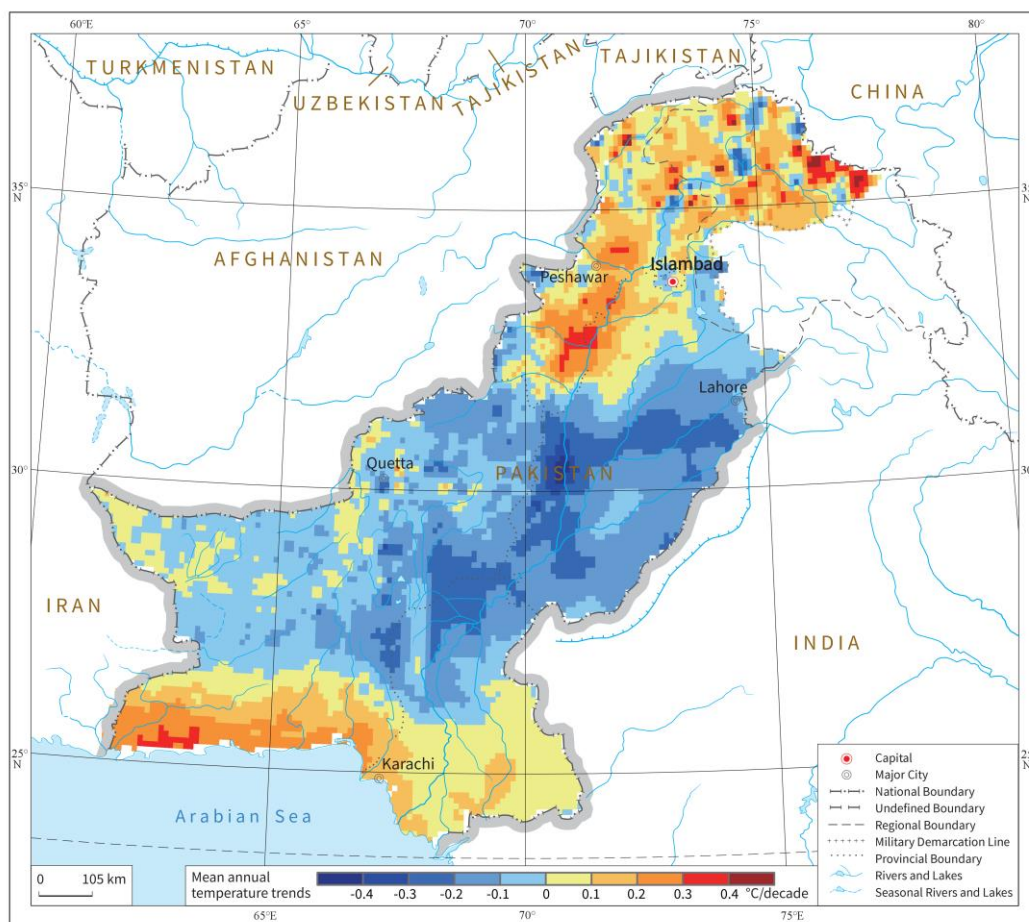 60°E
65°
70°
75°
80°
TURKMENISTAN
UZBEKISTAN
TAJIKISTAN
TAJIKISTAN
CHINA
35°
N
AFGHANISTAN
Peshawar
Islambad
Lahore
30°
N
Quetta
PAKISTAN
30°
N
IRAN
INDIA
25°
N
Karachi
25°
N
Arabian Sea
Capital
Major City
National Boundary
Undefined Boundary
Regional Boundary
Military Demarcation Line
Provincial Boundary
Rivers and Lakes
Seasonal Rivers and Lakes
0 105 km
Mean annual
temperature trends
-0.4 -0.3 -0.2 -0.1 0 0.1 0.2 0.3 0.4 °C/decade
65°E
70°
75°